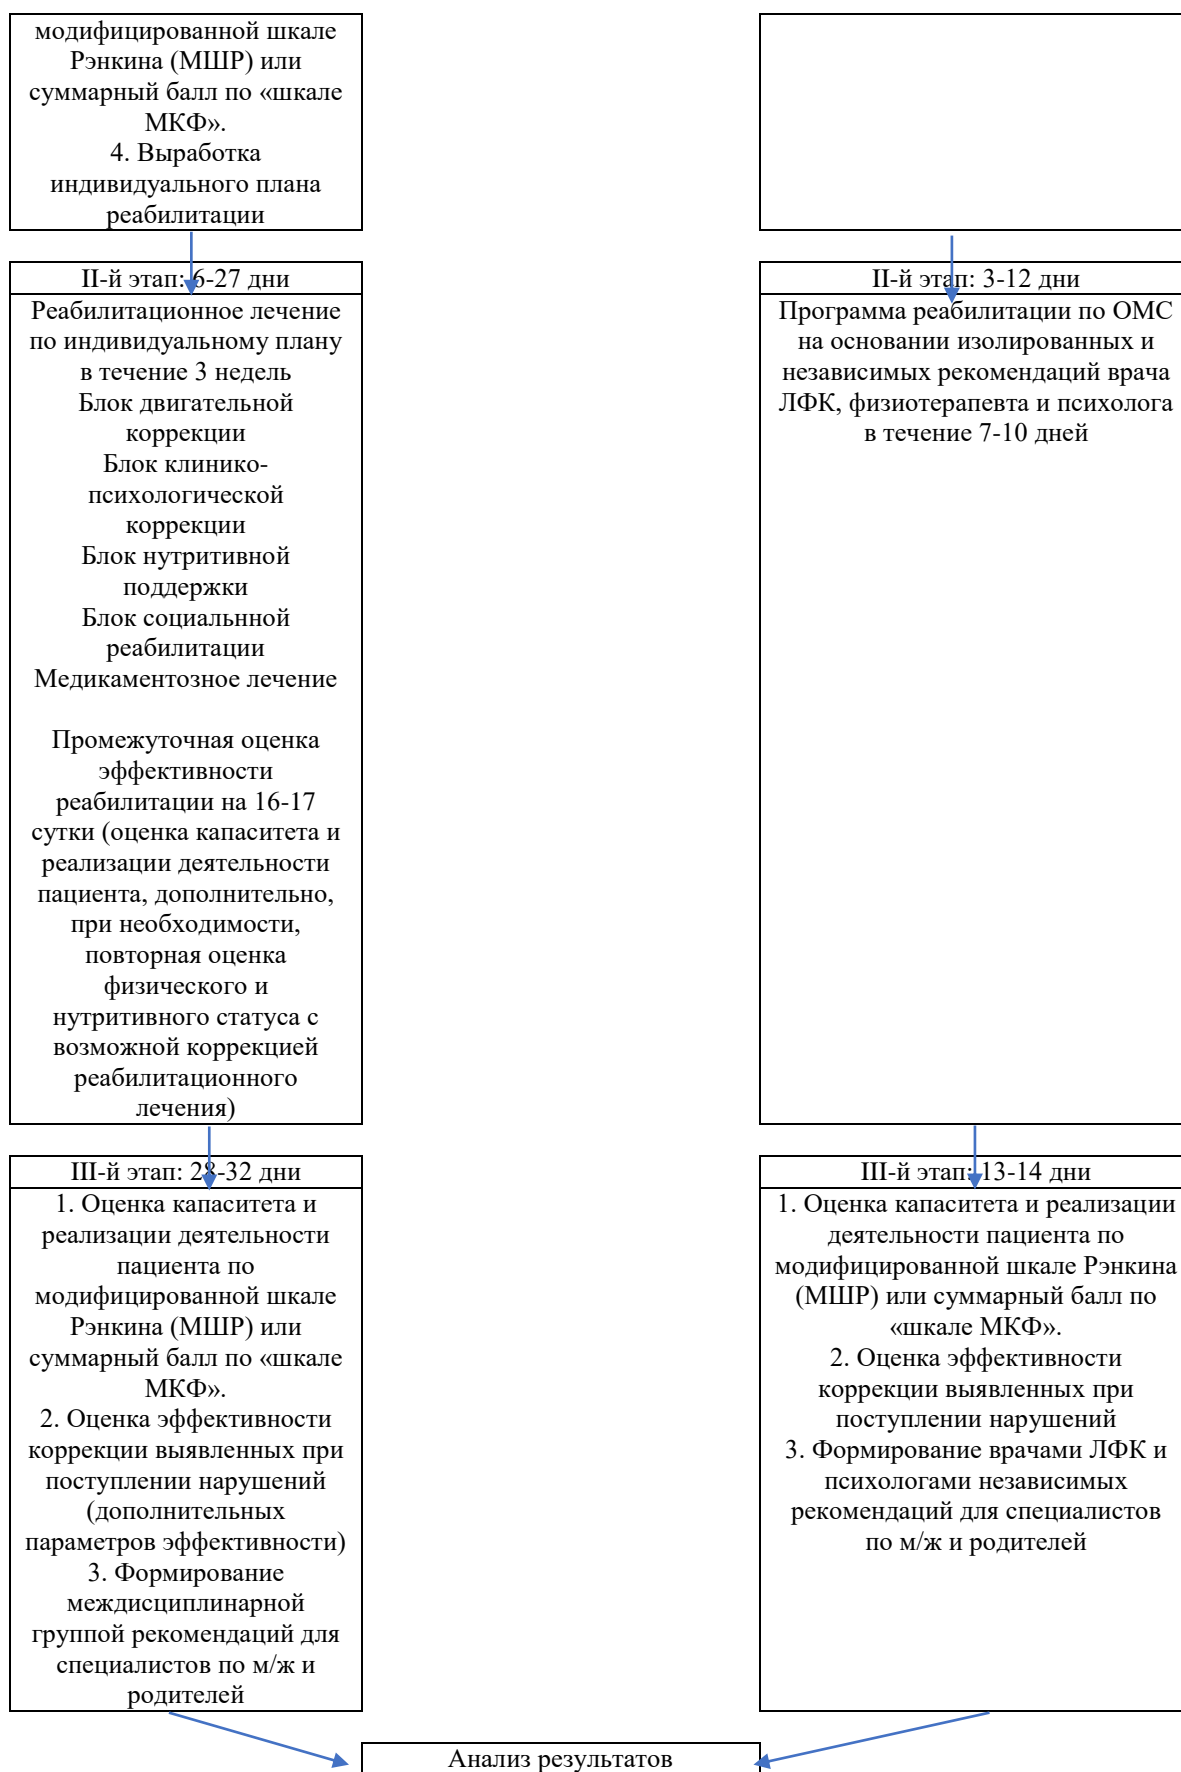 модифицированной шкале
Рэнкина (МШР) или
суммарный балл по «шкале
МКФ».
4. Выработка
индивидуального плана
реабилитации
II-й этап: 6-27 дни
Реабилитационное лечение
по индивидуальному плану
в течение 3 недель
Блок двигательной
коррекции
Блок клинико-
психологической
коррекции
Блок нутритивной
поддержки
Блок социальнной
реабилитации
Медикаментозное лечение
Промежуточная оценка
эффективности
реабилитации на 16-17
сутки (оценка капаситета и
реализации деятельности
пациента, дополнительно,
при необходимости,
повторная оценка
физического и
нутритивного статуса с
возможной коррекцией
реабилитационного
лечения)
II-й этап: 3-12 дни
Программа реабилитации по ОМС
на основании изолированных и
независимых рекомендаций врача
ЛФК, физиотерапевта и психолога
в течение 7-10 дней
III-й этап: 28-32 дни
1. Оценка капаситета и
реализации деятельности
пациента по
модифицированной шкале
Рэнкина (МШР) или
суммарный балл по «шкале
МКФ».
2. Оценка эффективности
коррекции выявленных при
поступлении нарушений
(дополнительных
параметров эффективности)
3. Формирование
междисциплинарной
группой рекомендаций для
специалистов по м/ж и
родителей
III-й этап: 13-14 дни
1. Оценка капаситета и реализации
деятельности пациента по
модифицированной шкале Рэнкина
(МШР) или суммарный балл по
«шкале МКФ».
2. Оценка эффективности
коррекции выявленных при
поступлении нарушений
3. Формирование врачами ЛФК и
психологами независимых
рекомендаций для специалистов
по м/ж и родителей
Анализ результатов